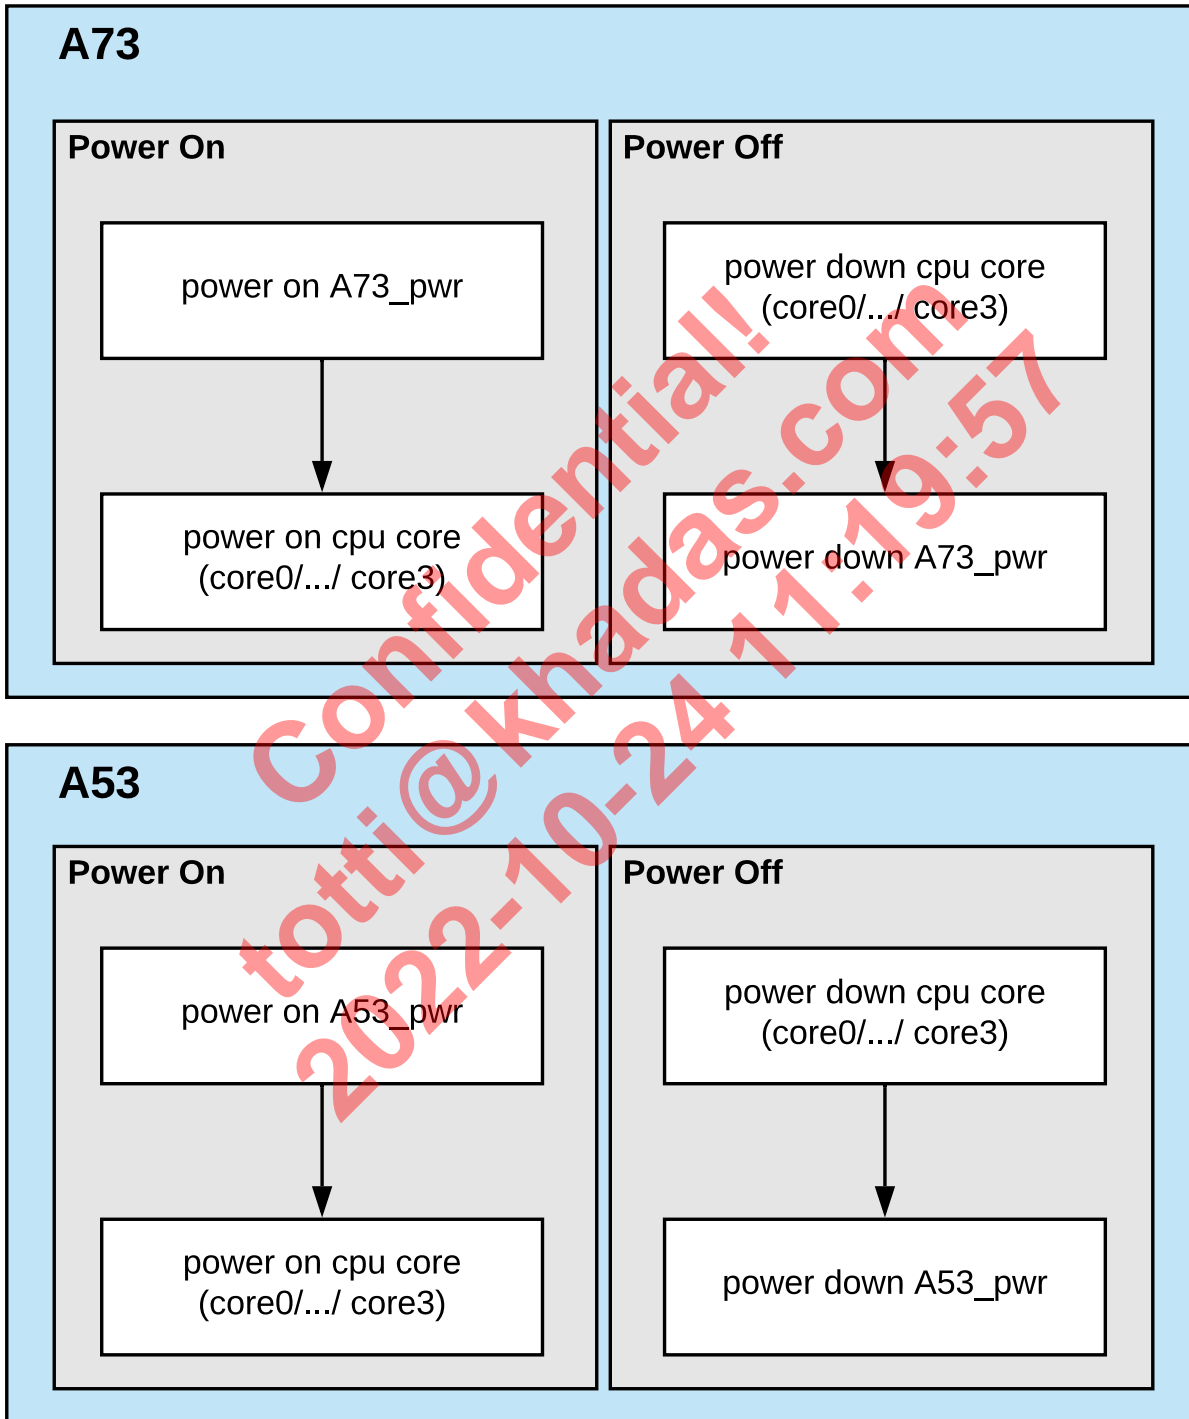 A73
Power On
power on A73_pwr
power on cpu core
(core0/.../ core3)
Power Off
power down cpu core
(core0/.../ core3)
power down A73_pwr
A53
Power On
power on A53_pwr
power on cpu core
(core0/.../ core3)
Power Off
power down cpu core
(core0/.../ core3)
power down A53_pwr
Confidential!
totti@khadas.com
2022-10-24 11:19:57